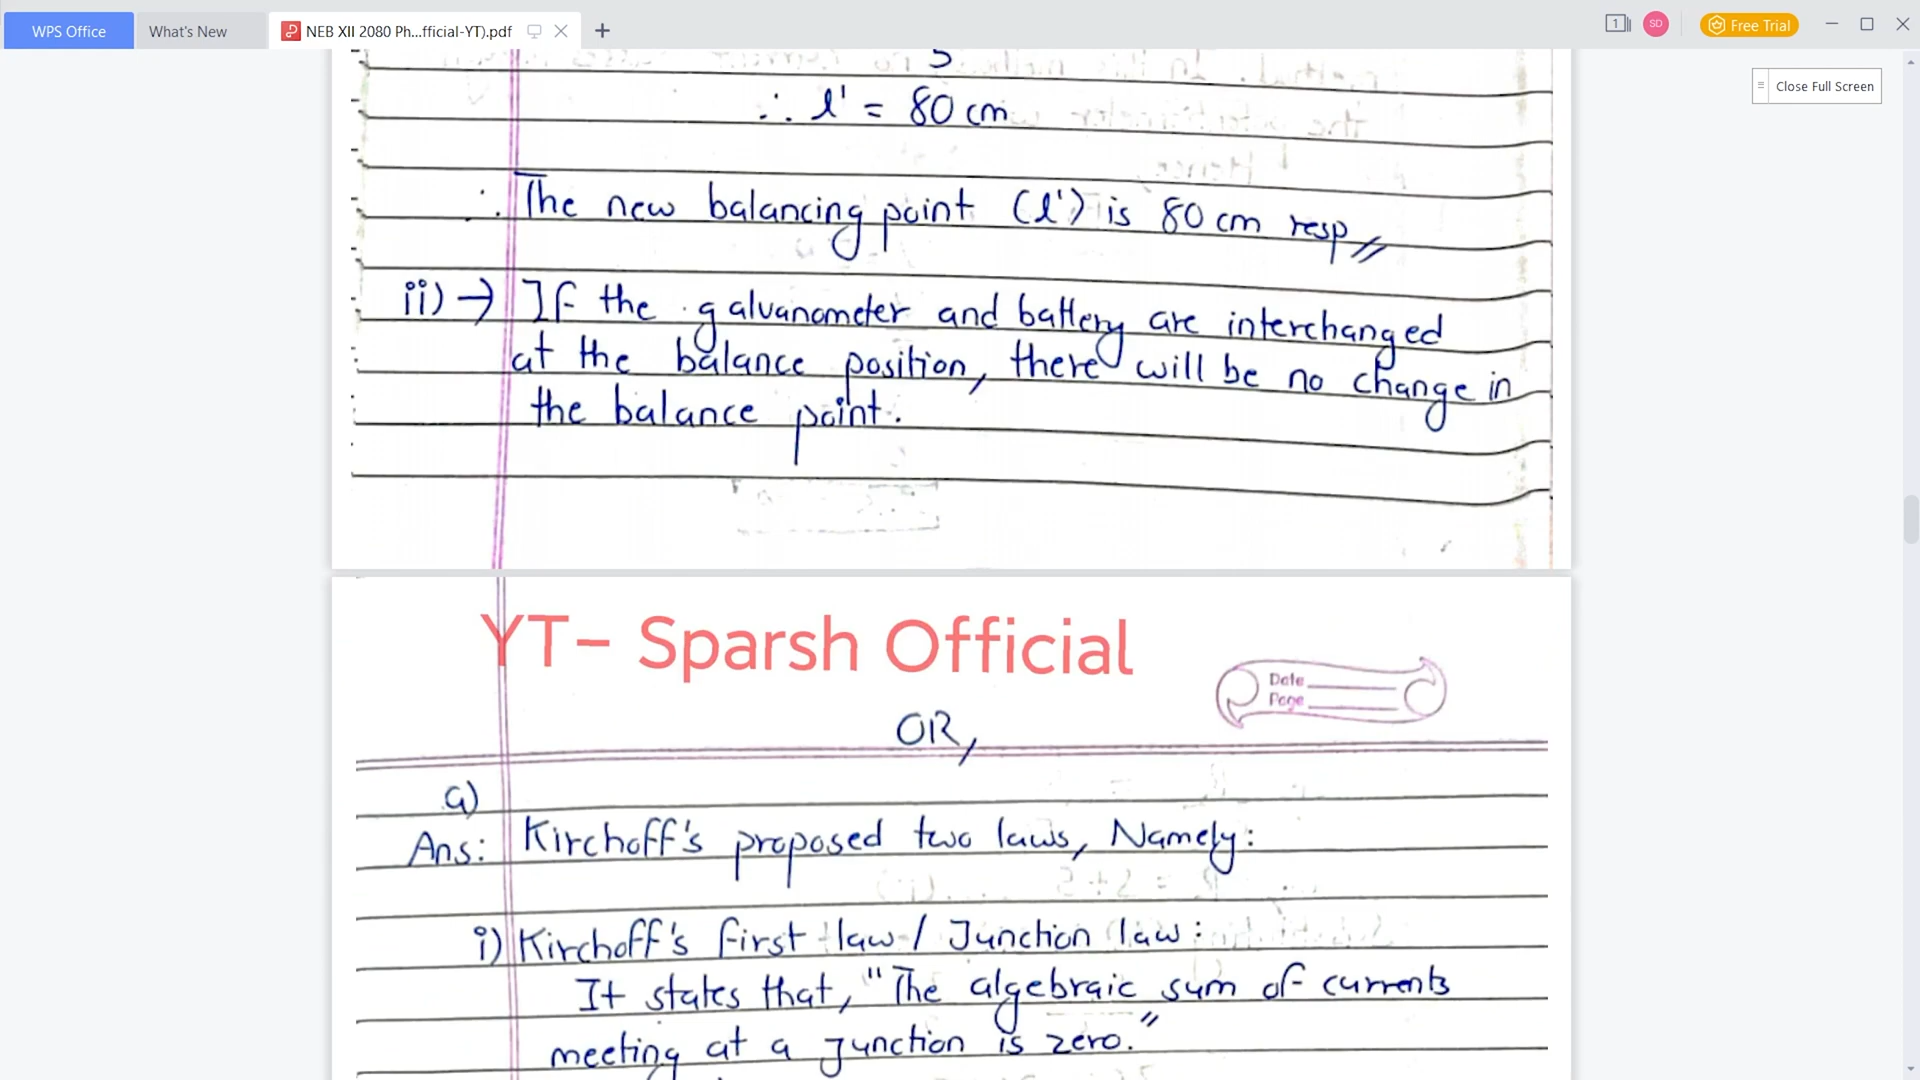 WPS Office
What's New
NEB XII 2080 Ph...fficial-YT).pdf
1
SD
Free Trial
Close Full Screen
∴ l' = 80 cm
∴ The new balancing point (l') is 80 cm resp //
ii) → If the galvanometer and battery are interchanged
at the balance position, there will be no change in
the balance point.
YT- Sparsh Official
Date
Page
OR,
a)
Ans: Kirchoff's proposed two laws, Namely:
i) Kirchoff's first law / Junction law:
It states that, "The algebraic sum of currents
meeting at a junction is zero."